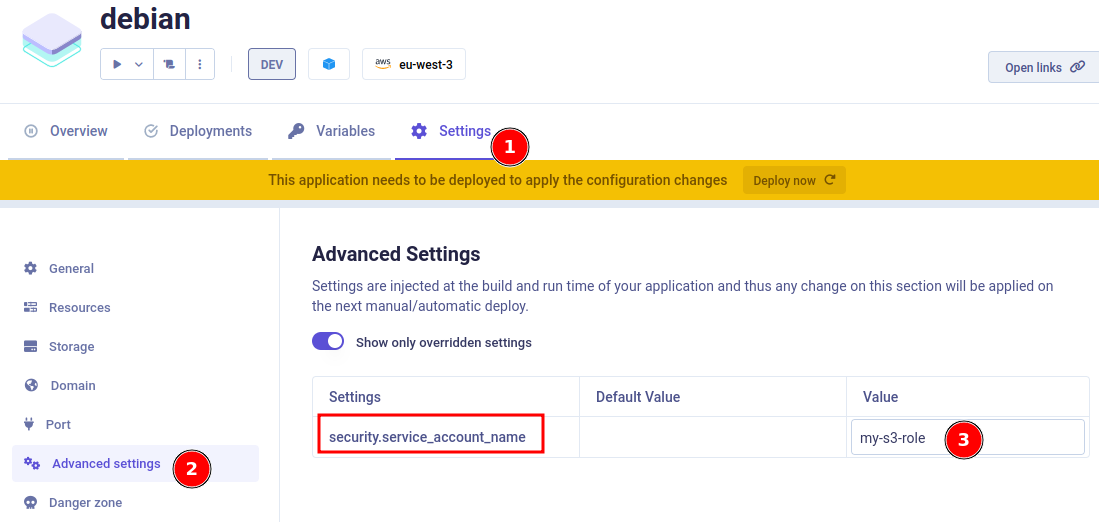 debian
DEV
aws eu-west-3
Open links
Overview
Deployments
Variables
Settings
1
This application needs to be deployed to apply the configuration changes
Deploy now
General
Resources
Storage
Domain
Port
Advanced settings
2
Danger zone
Advanced Settings
Settings are injected at the build and run time of your application and thus any change on this section will be applied on
the next manual/automatic deploy.
Show only overridden settings
Settings
Default Value
Value
security.service_account_name
my-s3-role
3